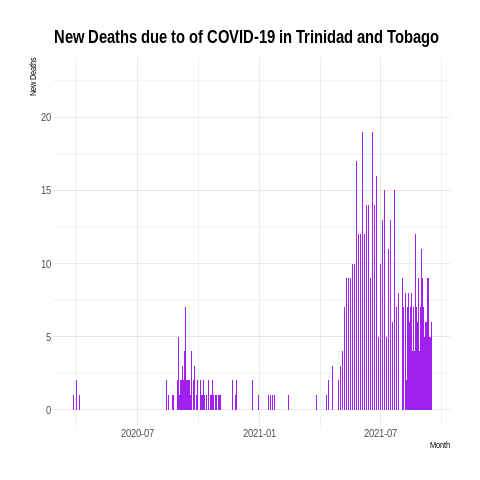 New Deaths due to of COVID-19 in Trinidad and Tobago
New Deaths
20
15
10
5
0
2020-07 2021-01 2021-07
Month